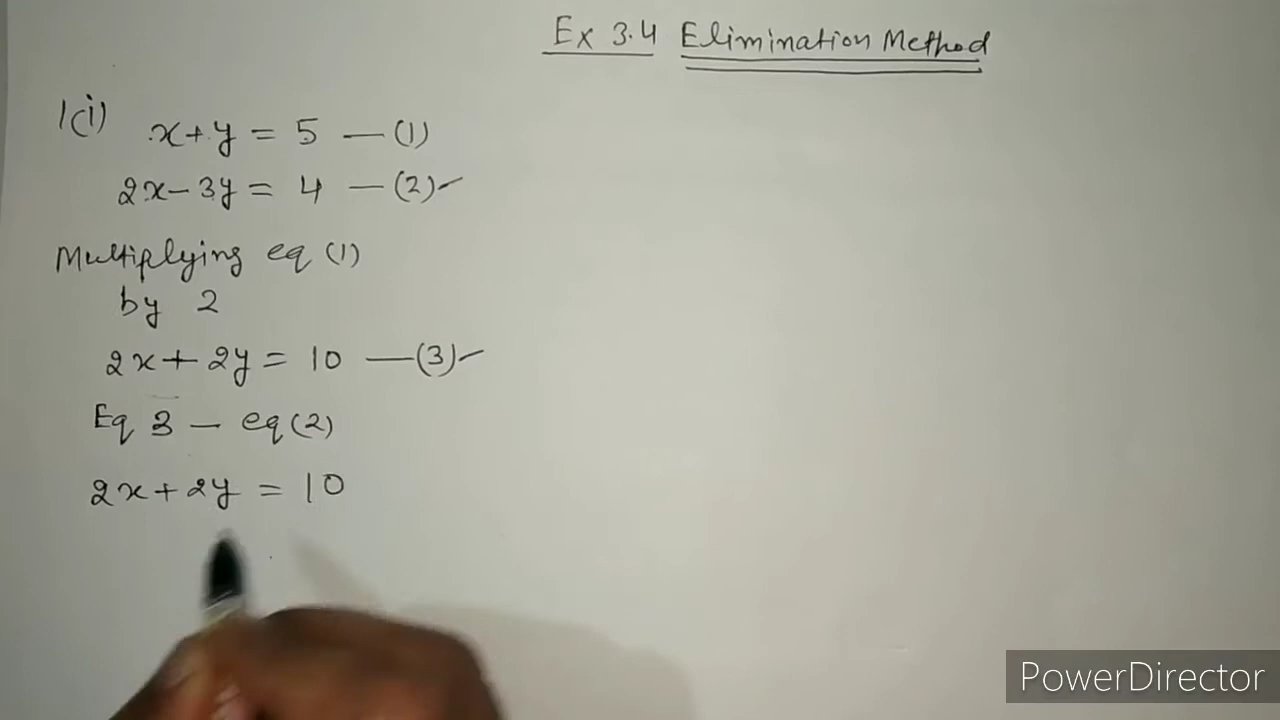 Ex 3.4 Elimination Method
1(i) x+y = 5 — (1)
2x-3y = 4 — (2)
Multiplying eq (1)
by 2
2x+2y = 10 — (3)
Eq 3 - eq(2)
2x+2y = 10
PowerDirector